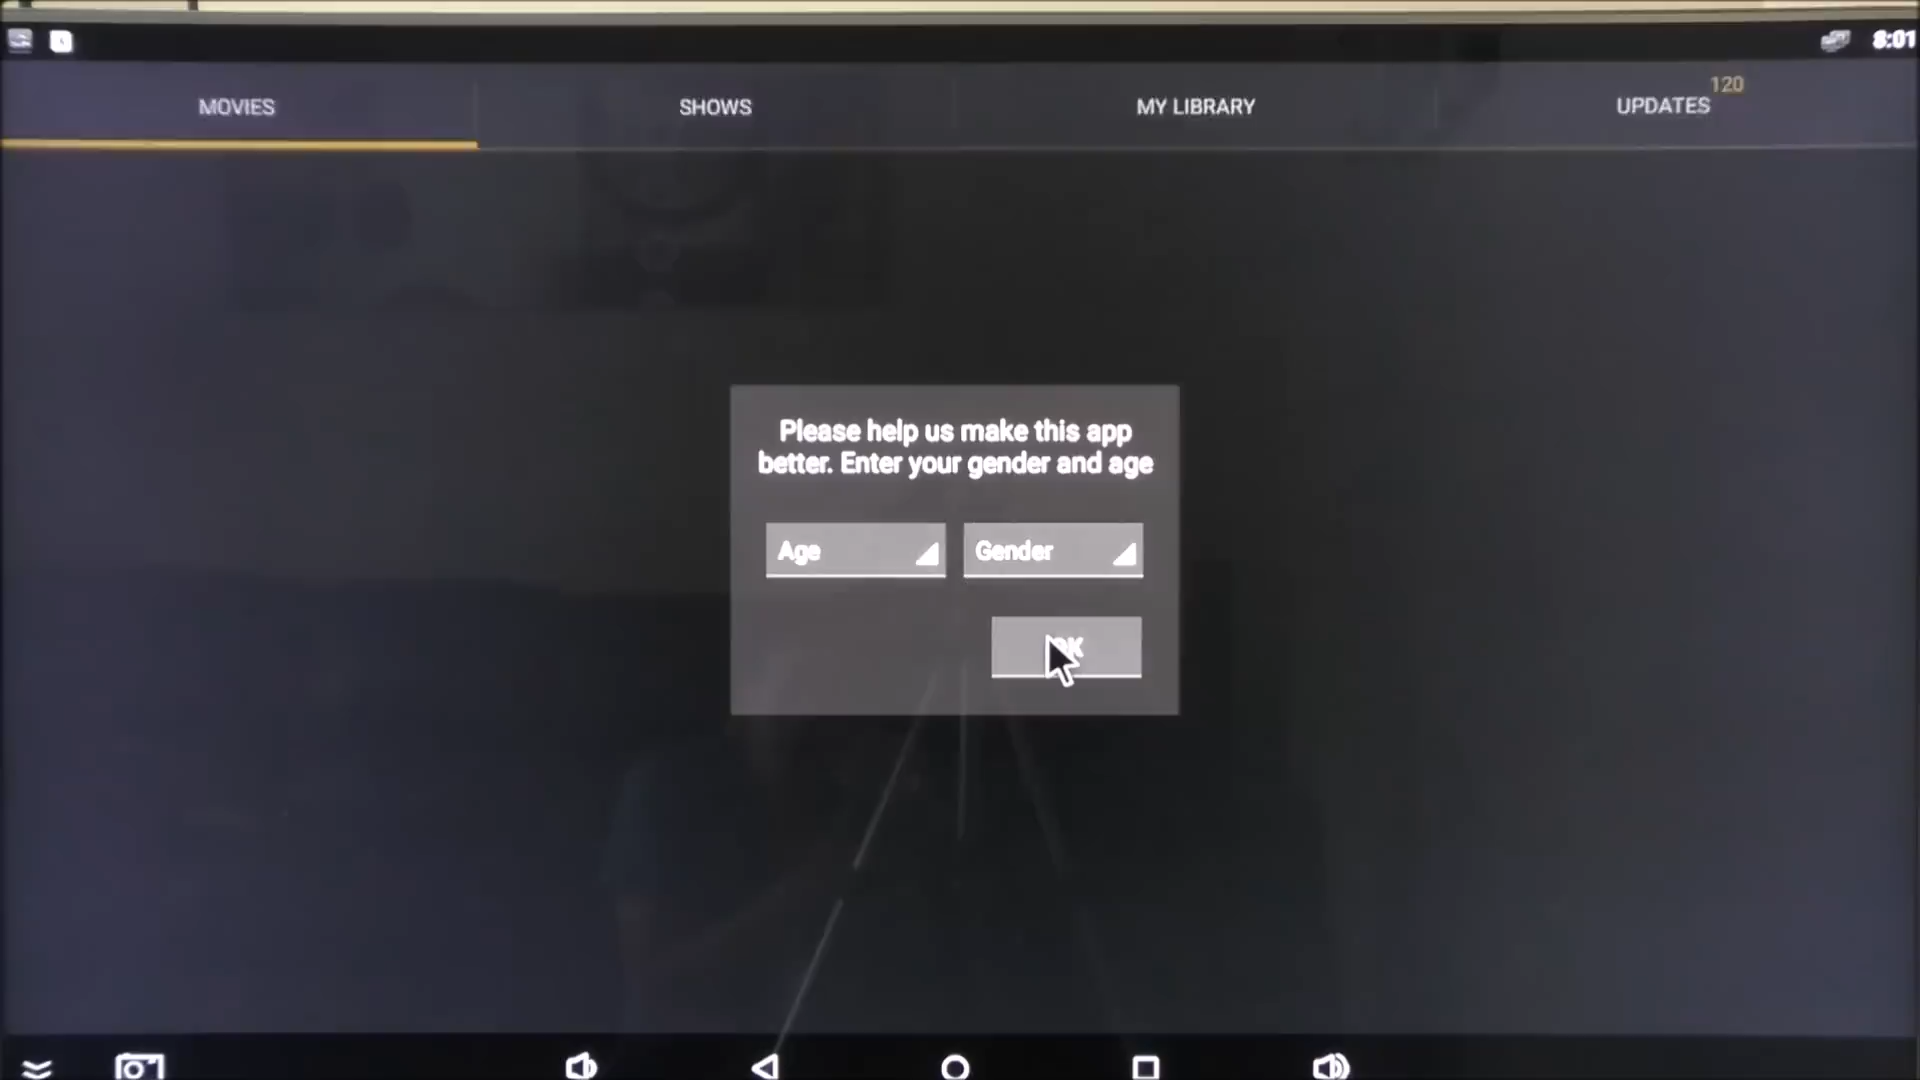 8:01
MOVIES
SHOWS
MY LIBRARY
UPDATES
120
Please help us make this app
better. Enter your gender and age
Age
Gender